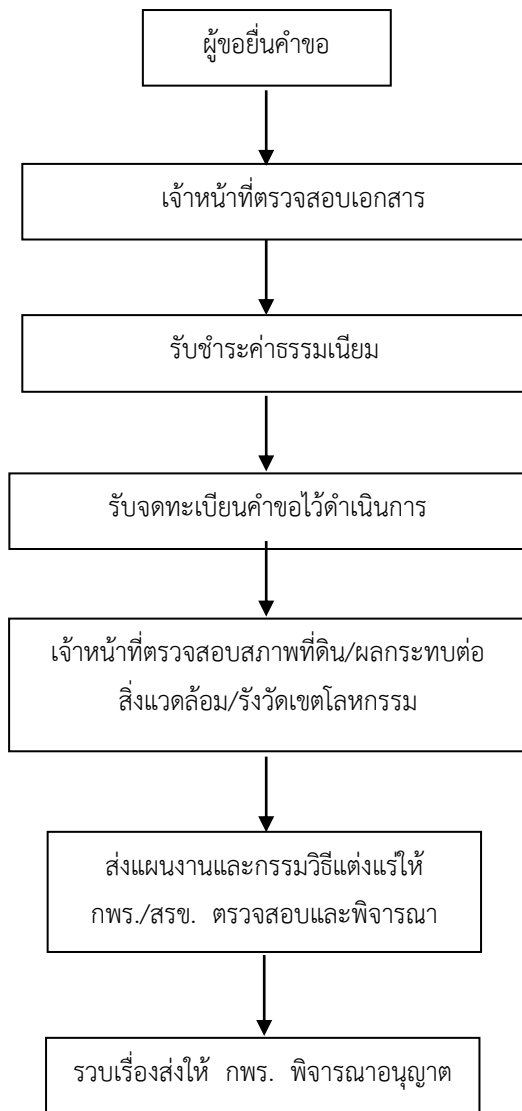 ผู้ขอยื่นคำขอ
เจ้าหน้าที่ตรวจสอบเอกสาร
รับชำระค่าธรรมเนียม
รับจดทะเบียนคำขอไว้ดำเนินการ
เจ้าหน้าที่ตรวจสอบสภาพที่ดิน/ผลกระทบต่อ
สิ่งแวดล้อม/รังวัดเขตโลหกรรม
ส่งแผนงานและกรรมวิธีแต่งแร่ให้
กพร./สรข. ตรวจสอบและพิจารณา
รวบเรื่องส่งให้ กพร. พิจารณาอนุญาต